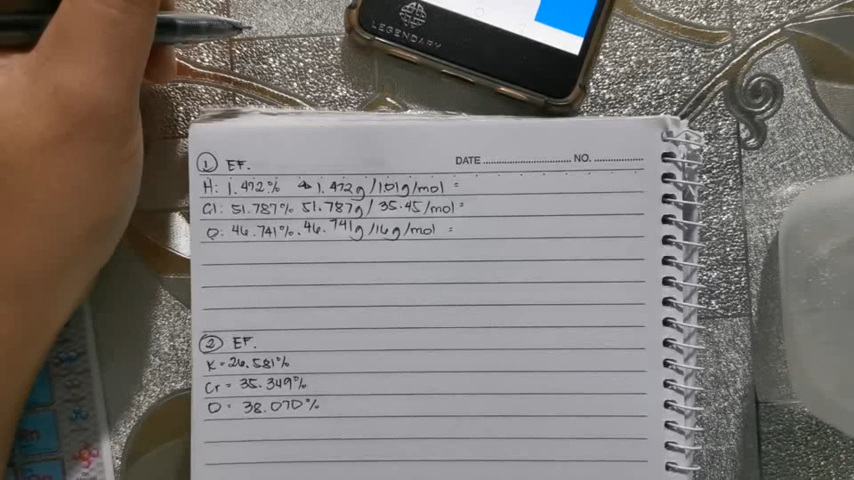 LEGENDARY
DATE ........................... NO. ...............
① EF.
H: 1.472% → 1.472g/1.01g/mol =
Cl: 51.787% 51.787g/35.45/mol =
O: 46.741%. 46.741g/16g/mol =
② EF.
K = 26.581%
Cr = 35.349%
O = 38.070%